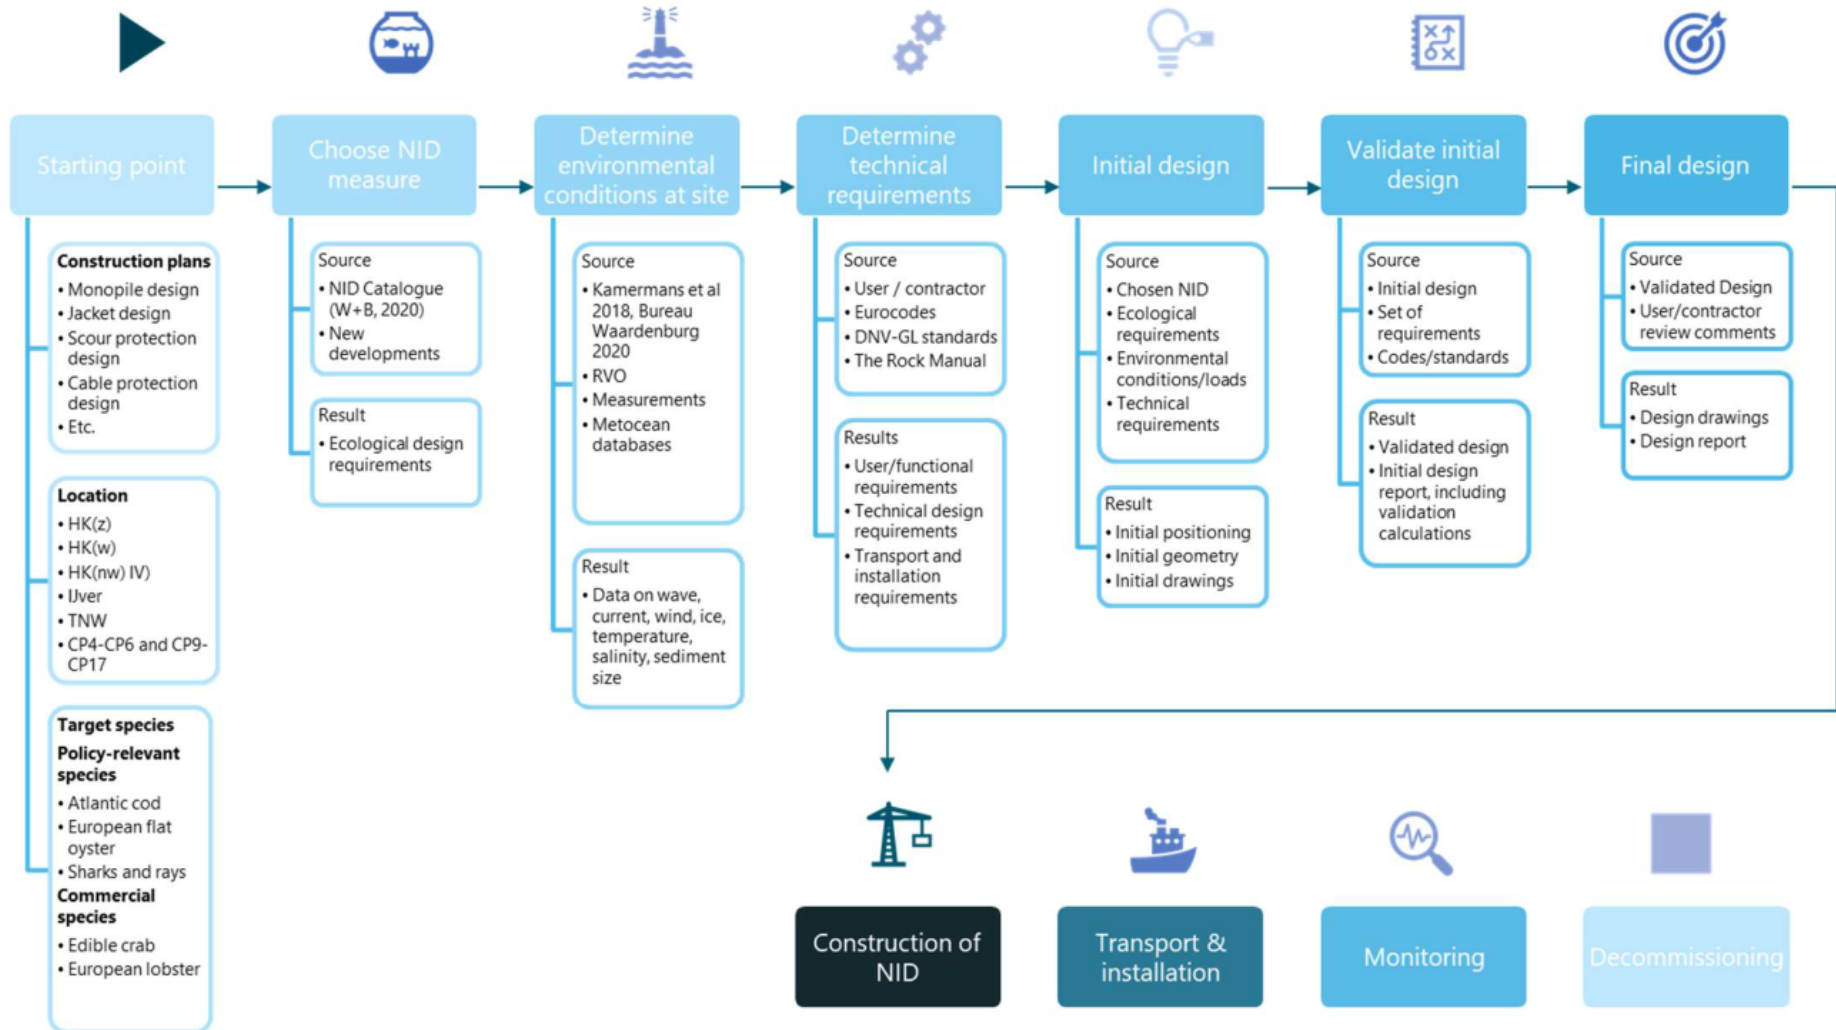 Starting point
Construction plans
• Monopile design
• Jacket design
• Scour protection
design
• Cable protection
design
• Etc.
Location
• HK(z)
• HK(w)
• HK(nw) IV)
• IJver
• TNW
• CP4-CP6 and CP9-
CP17
Target species
Policy-relevant
species
• Atlantic cod
• European flat
oyster
• Sharks and rays
Commercial
species
• Edible crab
• European lobster
Choose NID
measure
Source
• NID Catalogue
(W+B, 2020)
• New
developments
Result
• Ecological design
requirements
Determine
environmental
conditions at site
Source
• Kamermans et al
2018, Bureau
Waardenburg
2020
• RVO
• Measurements
• Metocean
databases
Result
• Data on wave,
current, wind, ice,
temperature,
salinity, sediment
size
Determine
technical
requirements
Source
• User / contractor
• Eurocodes
• DNV-GL standards
• The Rock Manual
Results
• User/functional
requirements
• Technical design
requirements
• Transport and
installation
requirements
Initial design
Source
• Chosen NID
• Ecological
requirements
• Environmental
conditions/loads
• Technical
requirements
Result
• Initial positioning
• Initial geometry
• Initial drawings
Validate initial
design
Source
• Initial design
• Set of
requirements
• Codes/standards
Result
• Validated design
• Initial design
report, including
validation
calculations
Final design
Source
• Validated Design
• User/contractor
review comments
Result
• Design drawings
• Design report
Construction of
NID
Transport &
installation
Monitoring
Decommissioning